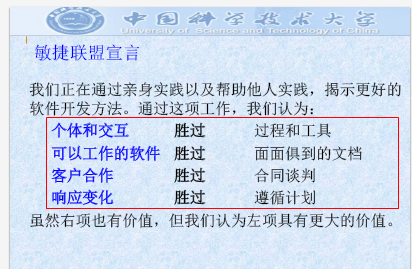 中国科学技术大学
University of Science and Technology of China
敏捷联盟宣言
我们正在通过亲身实践以及帮助他人实践，揭示更好的
软件开发方法。通过这项工作，我们认为：
个体和交互 胜过 过程和工具
可以工作的软件 胜过 面面俱到的文档
客户合作 胜过 合同谈判
响应变化 胜过 遵循计划
虽然右项也有价值，但我们认为左项具有更大的价值。